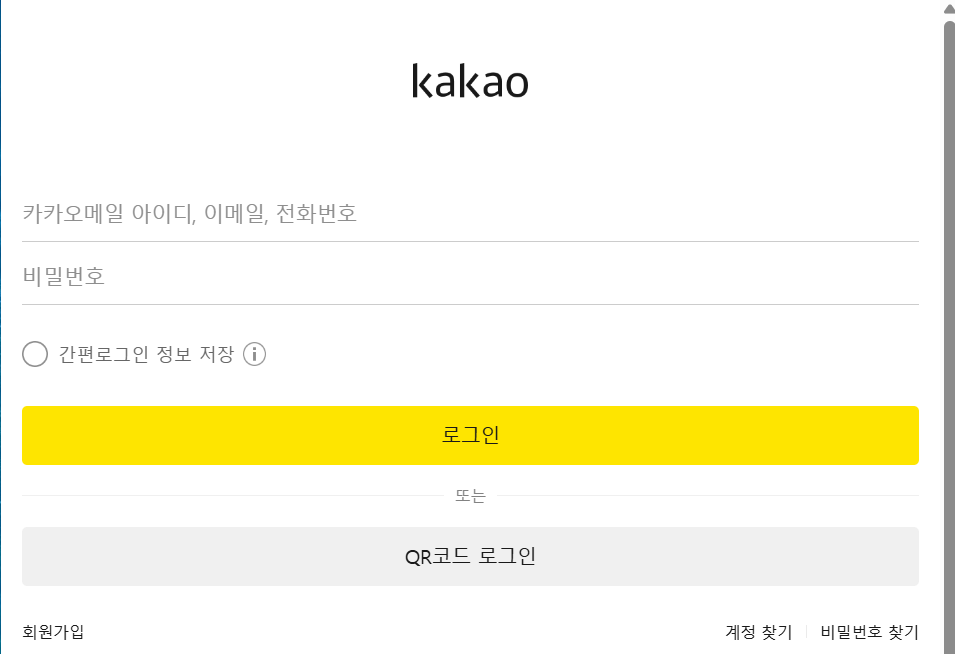 kakao
카카오메일 아이디, 이메일, 전화번호
비밀번호
간편로그인 정보 저장
로그인
또는
QR코드 로그인
회원가입 계정 찾기 비밀번호 찾기